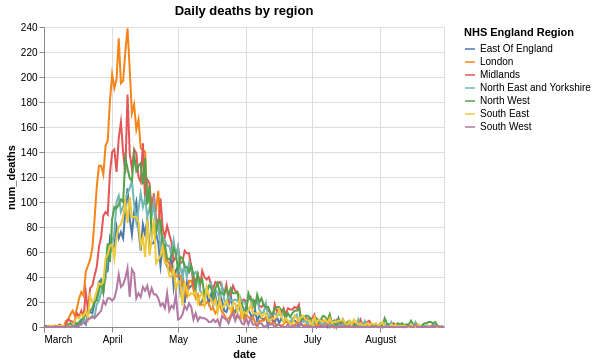 Daily deaths by region
NHS England Region
East Of England
London
Midlands
North East and Yorkshire
North West
South East
South West
num_deaths
240
220
200
180
160
140
120
100
80
60
40
20
0
March April May June July August
date